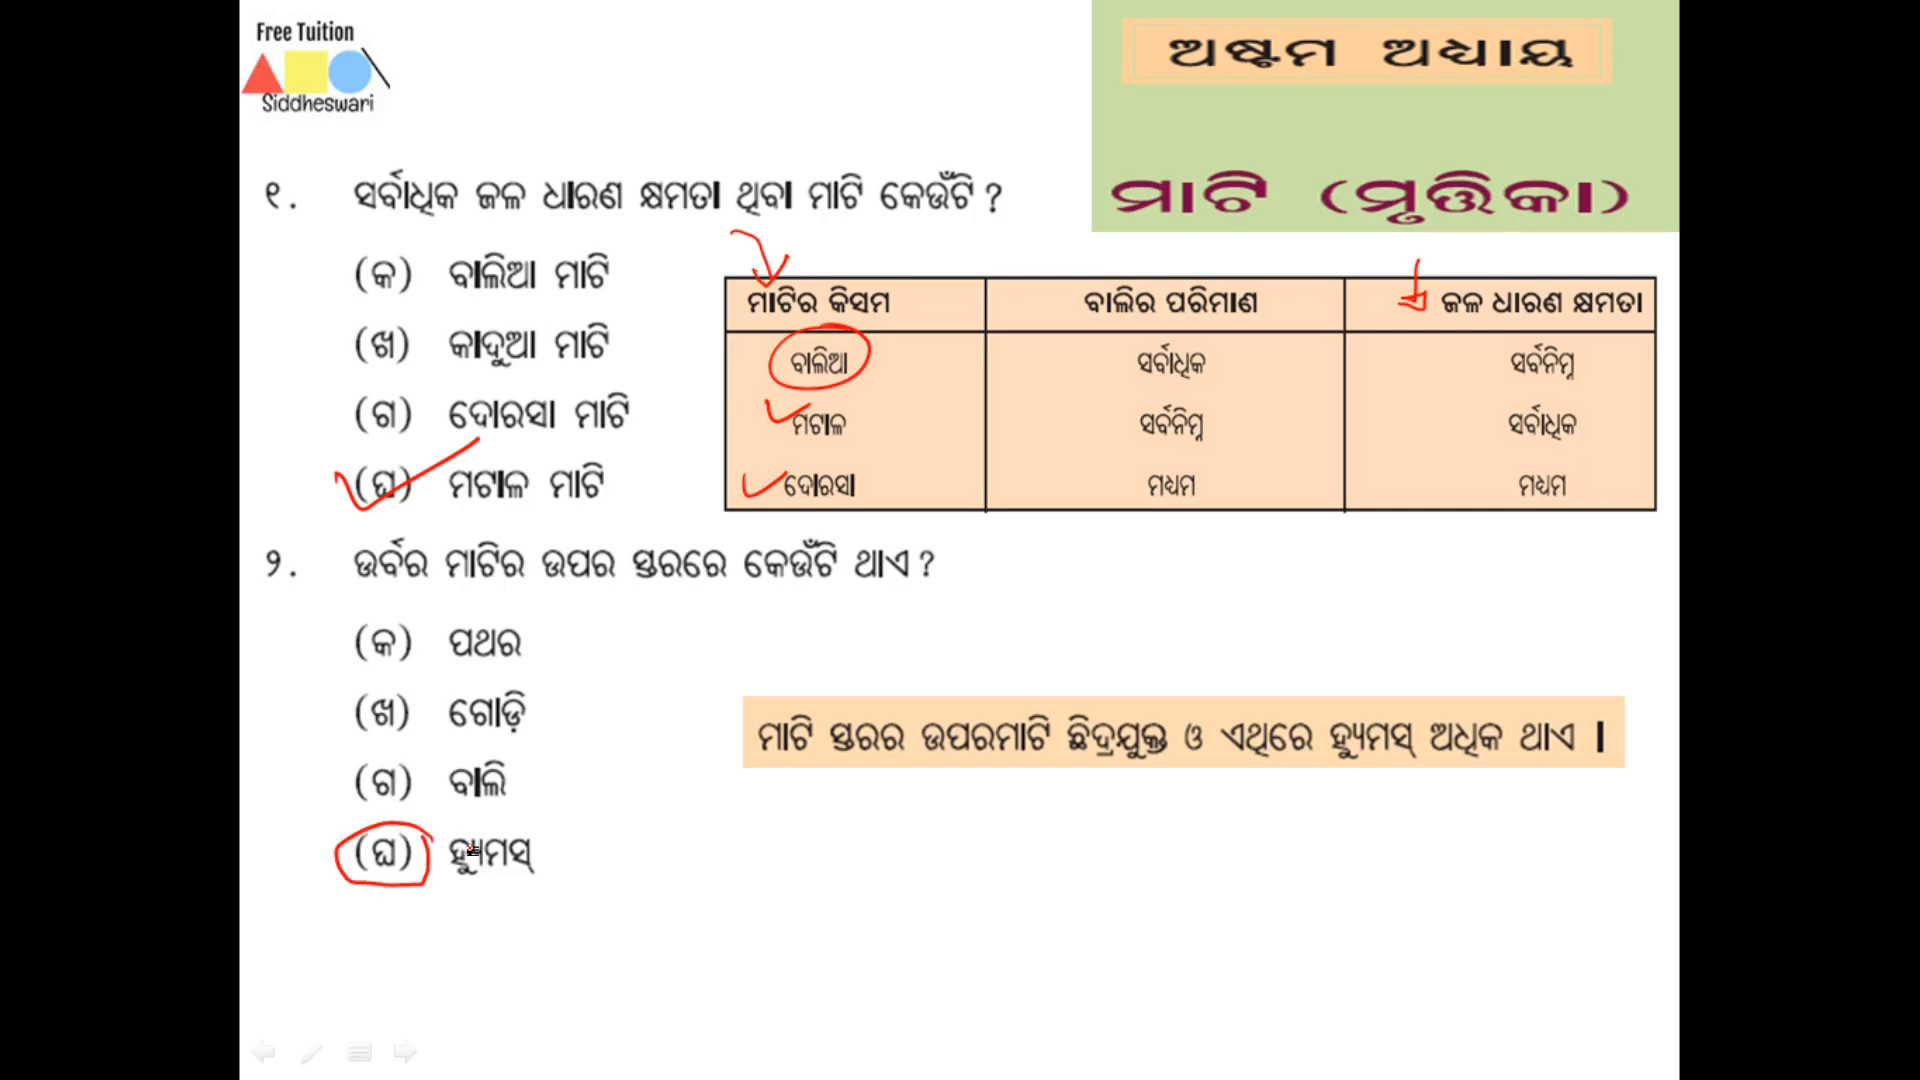 Free Tuition
Siddheswari
ଅଷ୍ଟମ ଅଧ୍ୟାୟ
ମାଟି (ମୃତ୍ତିକା)
୧. ସର୍ବାଧିକ ଜଳ ଧାରଣ କ୍ଷମତା ଥିବା ମାଟି କେଉଁଟି ?
(କ) ବାଲିଆ ମାଟି
(ଖ) କାଦୁଆ ମାଟି
(ଗ) ଦୋରସା ମାଟି
(ଘ) ମଟାଳ ମାଟି
ମାଟିର କିସମ ବାଲିର ପରିମାଣ ଜଳ ଧାରଣ କ୍ଷମତା
ବାଲିଆ ସର୍ବାଧିକ ସର୍ବନିମ୍ନ
ମଟାଳ ସର୍ବନିମ୍ନ ସର୍ବାଧିକ
ଦୋରସା ମଧ୍ୟମ ମଧ୍ୟମ
୨. ଉର୍ବର ମାଟିର ଉପର ସ୍ତରରେ କେଉଁଟି ଥାଏ ?
(କ) ପଥର
(ଖ) ଗୋଡ଼ି
(ଗ) ବାଲି
(ଘ) ହ୍ୟୁମସ୍
ମାଟି ସ୍ତରର ଉପରମାଟି ଛିଦ୍ରଯୁକ୍ତ ଓ ଏଥିରେ ହ୍ୟୁମସ୍ ଅଧିକ ଥାଏ ।